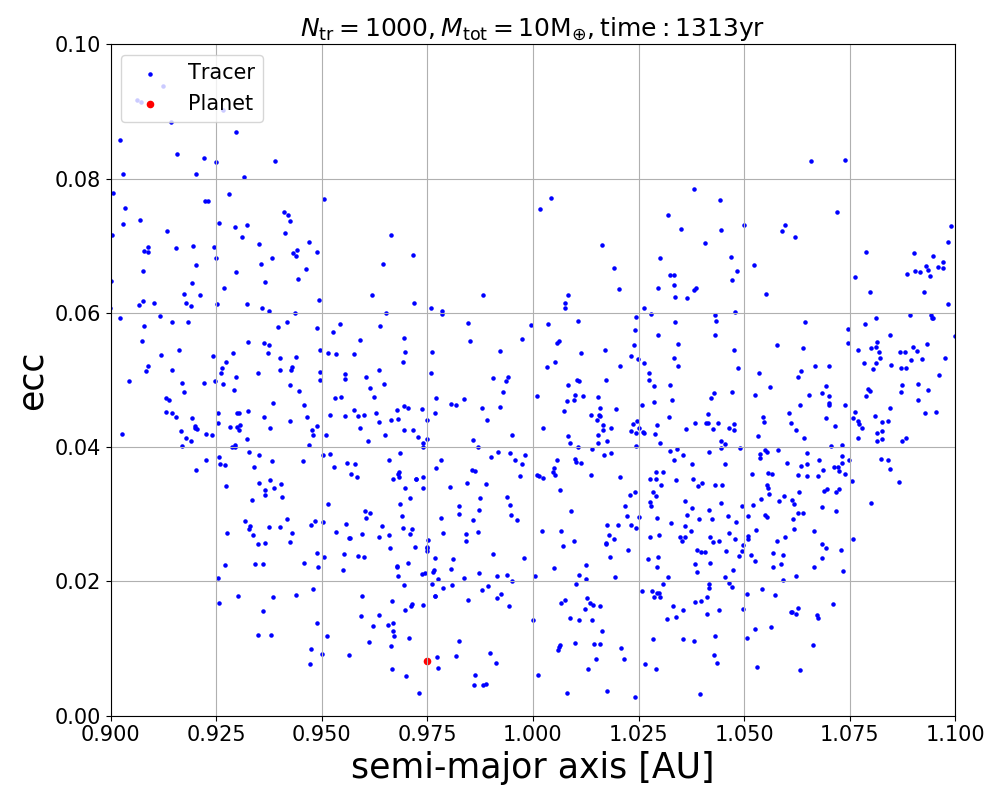 N_tr = 1000, M_tot = 10M_⊕, time : 1313yr
Tracer
Planet
0.10
0.08
0.06
0.04
0.02
0.00
ecc
0.900 0.925 0.950 0.975 1.000 1.025 1.050 1.075 1.100
semi-major axis [AU]